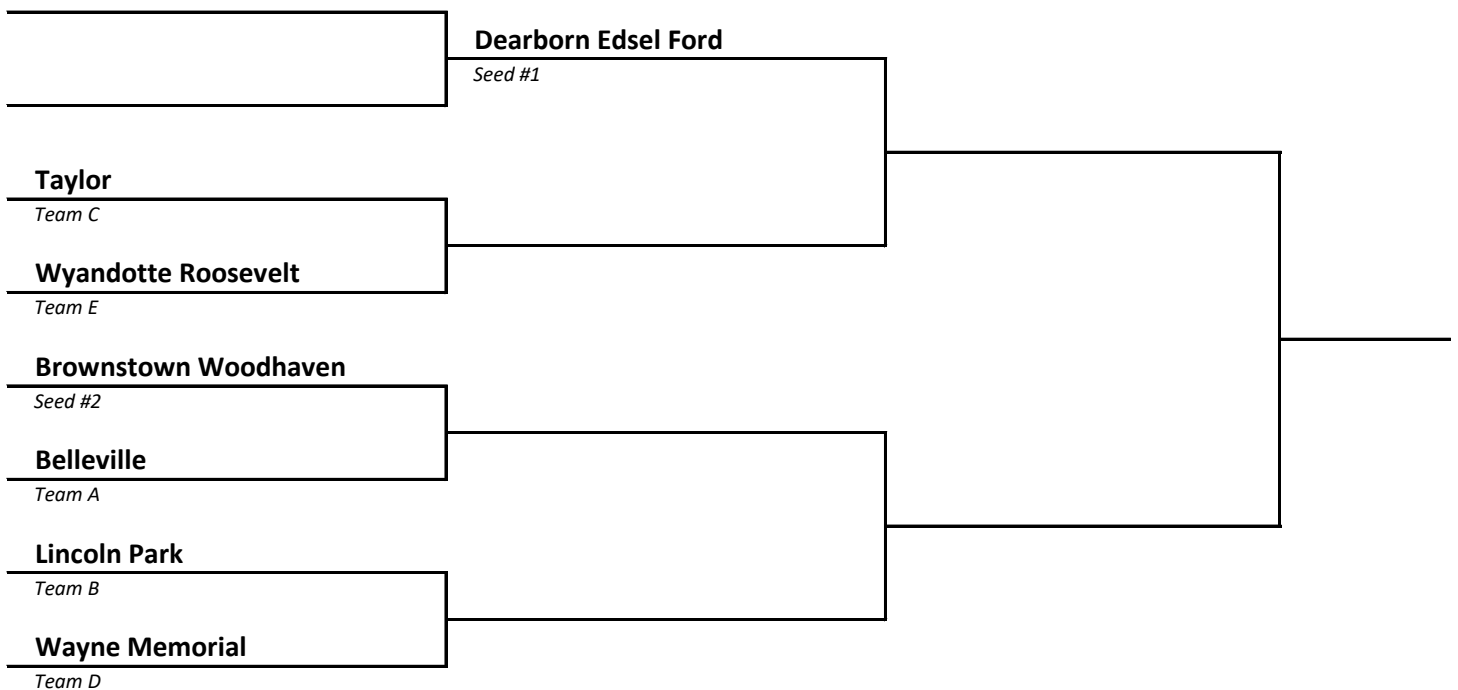 Dearborn Edsel Ford
Seed #1
Taylor
Team C
Wyandotte Roosevelt
Team E
Brownstown Woodhaven
Seed #2
Belleville
Team A
Lincoln Park
Team B
Wayne Memorial
Team D